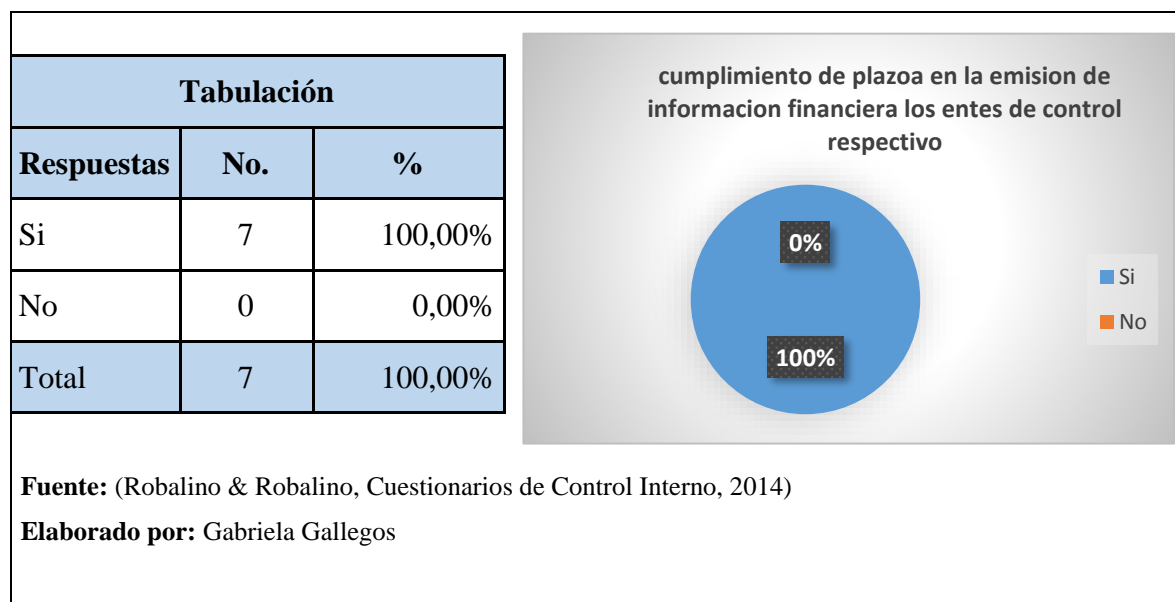 Tabulación
Respuestas No. %
Si 7 100,00%
No 0 0,00%
Total 7 100,00%
cumplimiento de plazoa en la emision de
informacion financiera los entes de control
respectivo
0%
100%
Si
No
Fuente: (Robalino & Robalino, Cuestionarios de Control Interno, 2014)
Elaborado por: Gabriela Gallegos